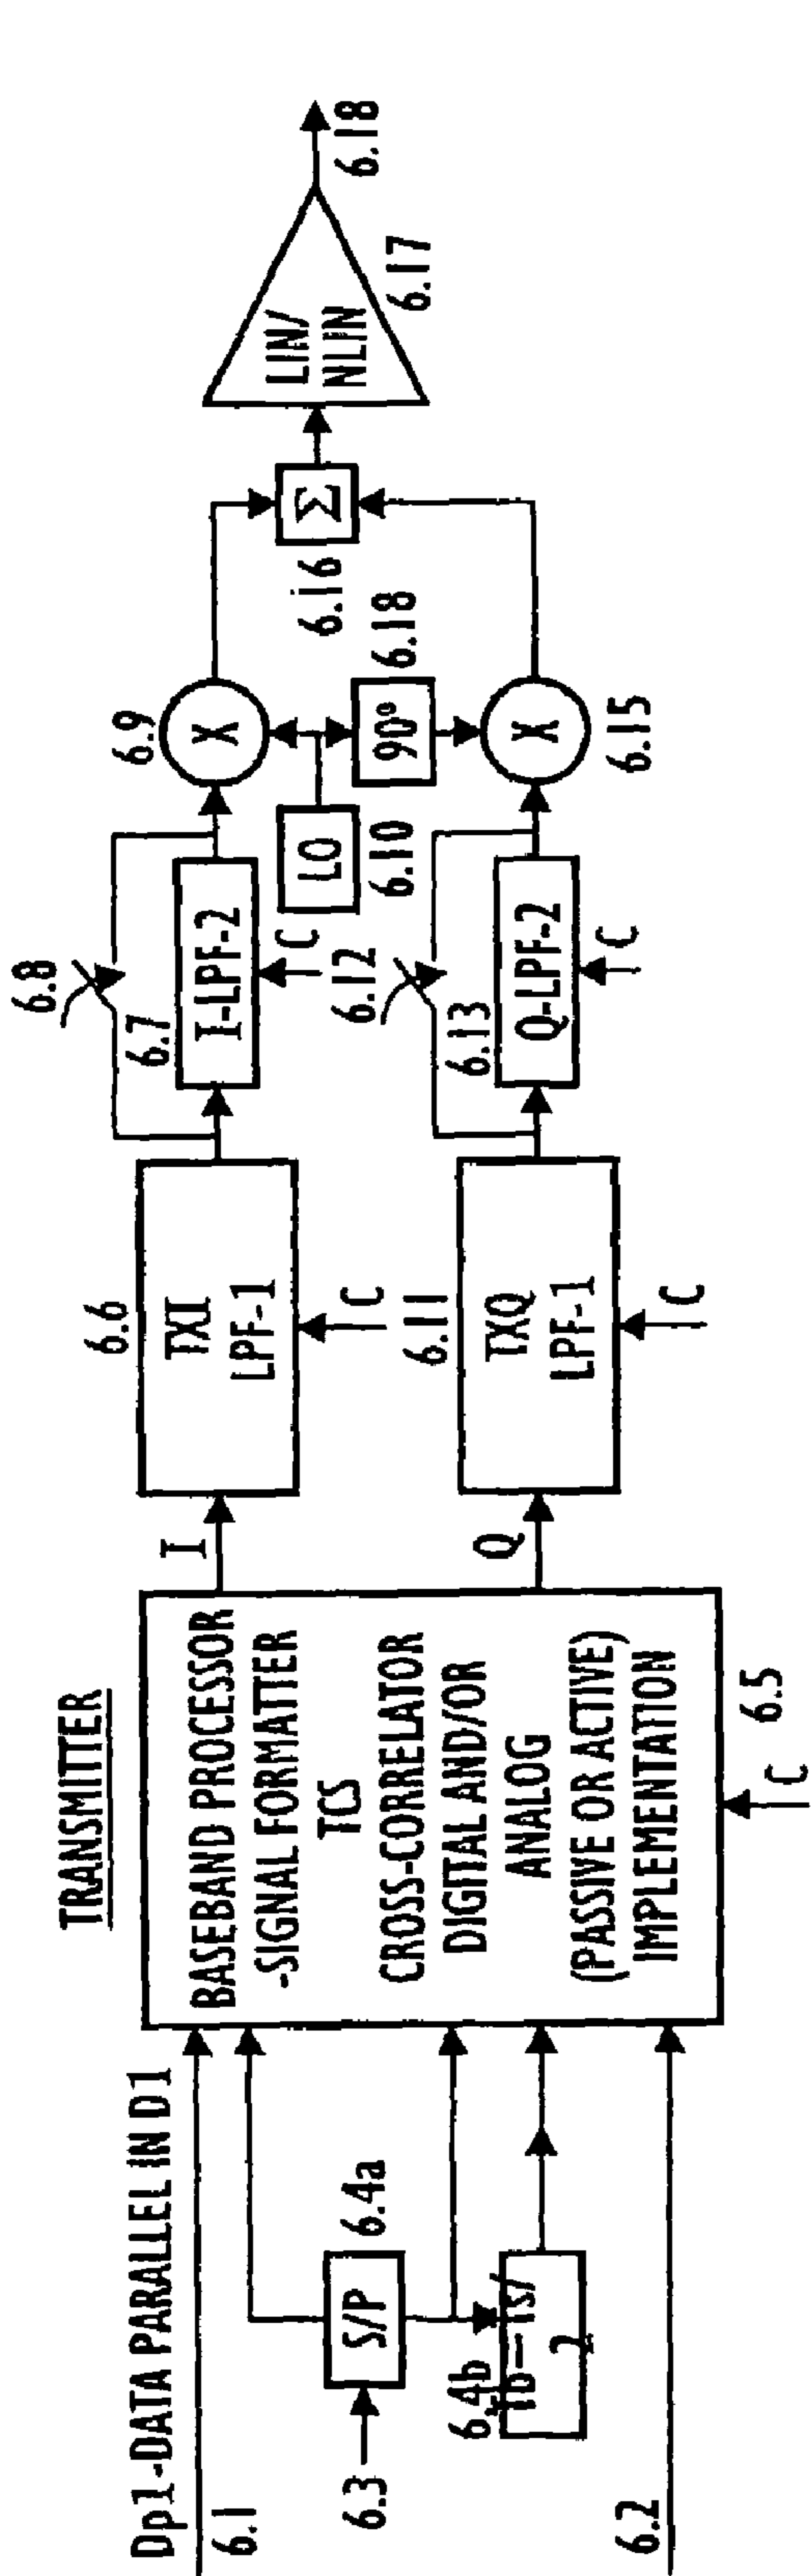 TRANSMITTER
Dp1-DATA PARALLEL IN D1
6.1
6.3
S/P
6.4a
6.4b
2
6.2
BASEBAND PROCESSOR
-SIGNAL FORMATTER
TCS
CROSS-CORRELATOR
DIGITAL AND/OR
ANALOG
(PASSIVE OR ACTIVE)
IMPLEMENTATION
6.5
C
I
Q
6.6
TXI
LPF-1
C
6.11
TXQ
LPF-1
C
6.8
6.7
I-LPF-2
C
6.12
6.13
Q-LPF-2
C
6.9
X
LO
6.10
90°
6.18
X
6.15
Σ
6.16
LIN/
NLIN
6.17
6.18